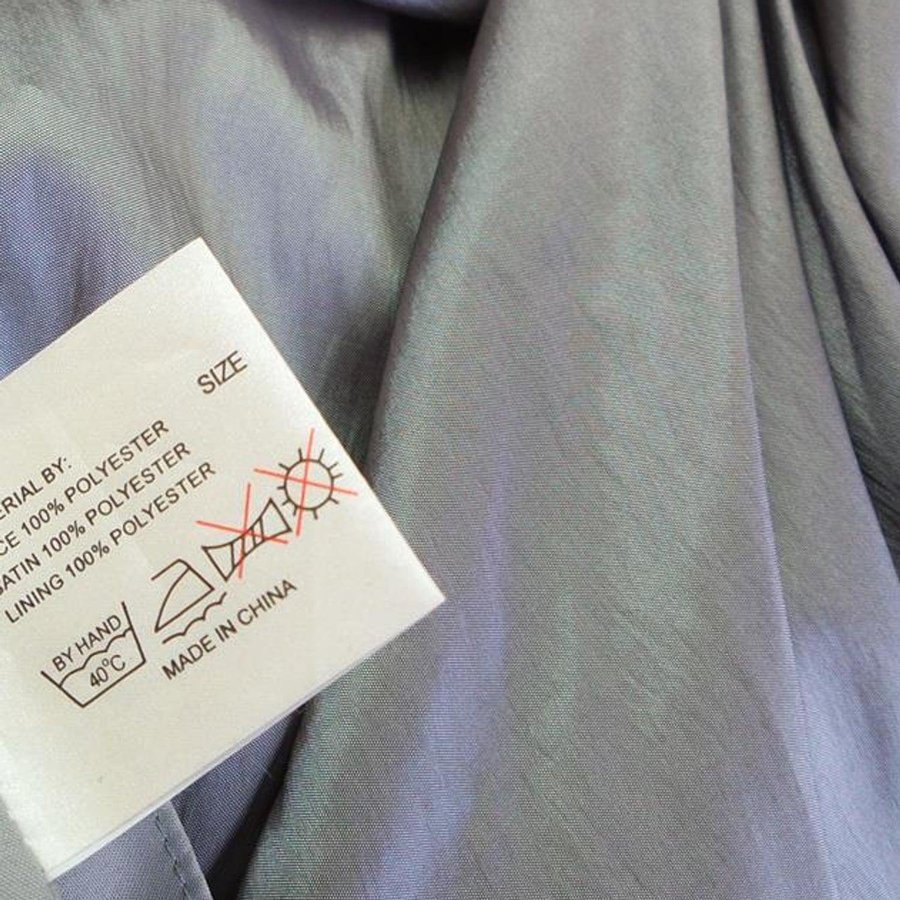 SIZE
ERIAL BY:
CE 100% POLYESTER
SATIN 100% POLYESTER
LINING 100% POLYESTER
BY HAND
40°C
MADE IN CHINA